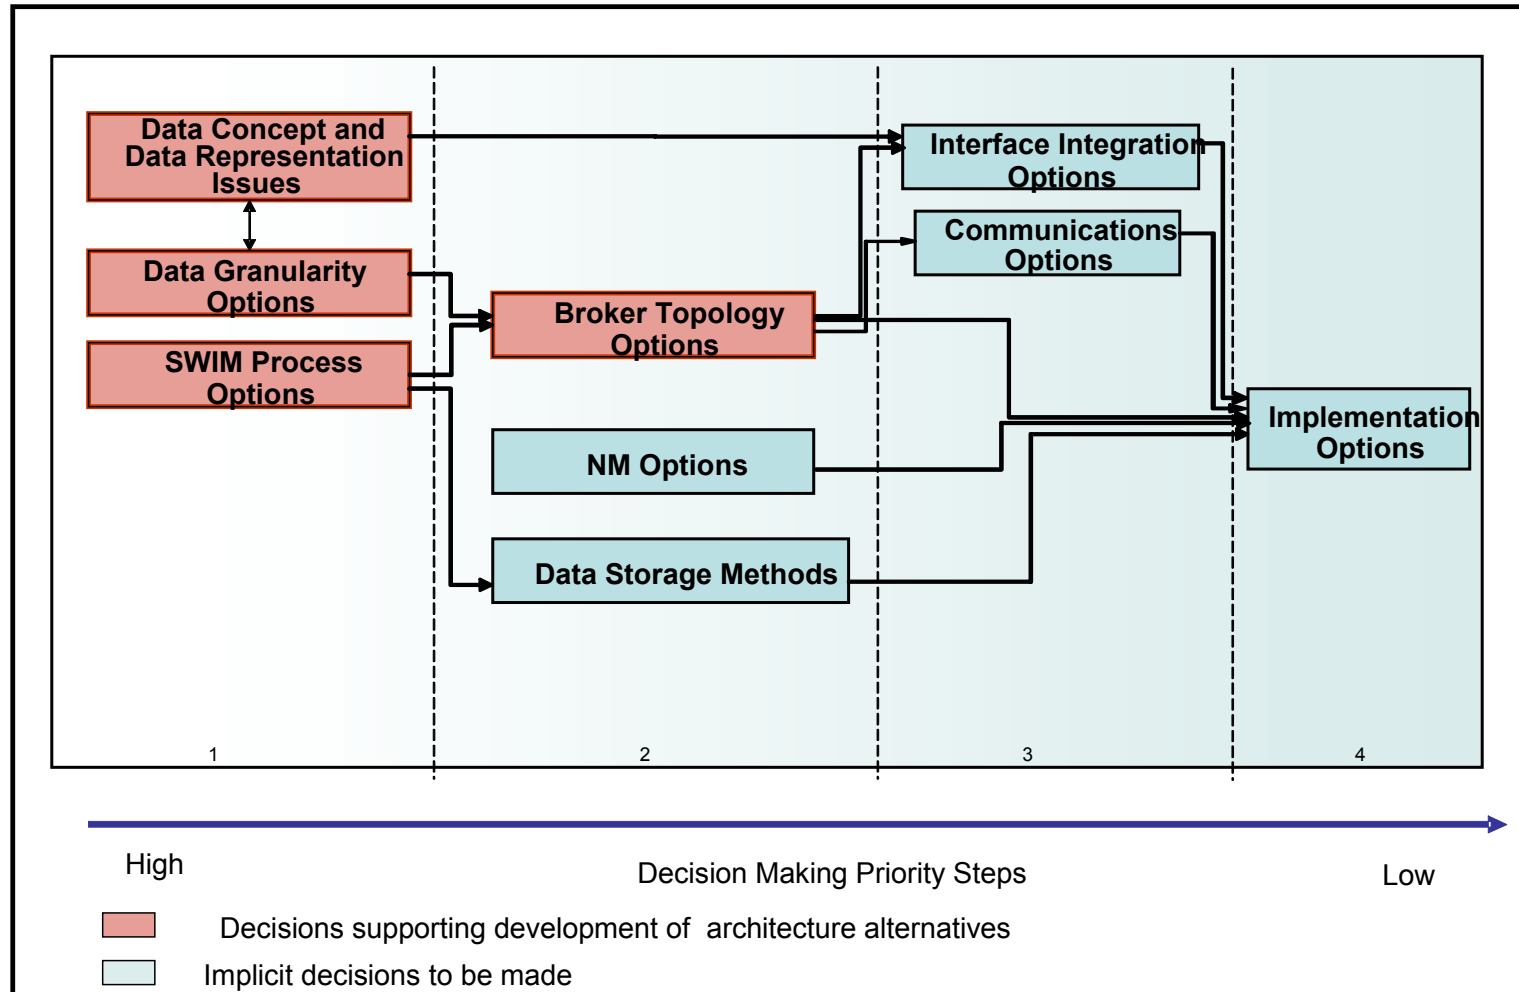 Data Concept and
Data Representation
Issues
Interface Integration
Options
Communications
Options
Data Granularity
Options
Broker Topology
Options
SWIM Process
Options
Implementation
Options
NM Options
Data Storage Methods
1
2
3
4
High
Decision Making Priority Steps
Low
Decisions supporting development of architecture alternatives
Implicit decisions to be made